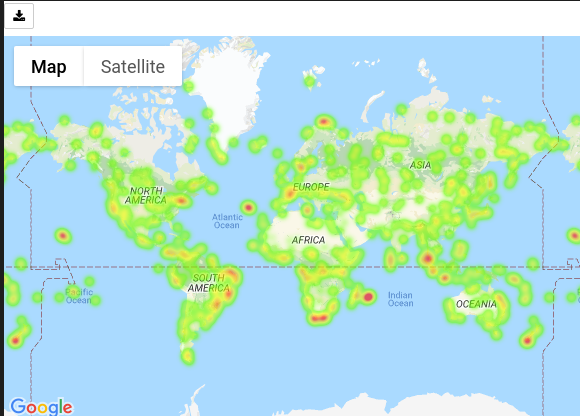 Map
Satellite
ASIA
NORTH
AMERICA
EUROPE
Atlantic
Ocean
AFRICA
SOUTH
AMERICA
Pacific
Ocean
Indian
Ocean
OCEANIA
Google